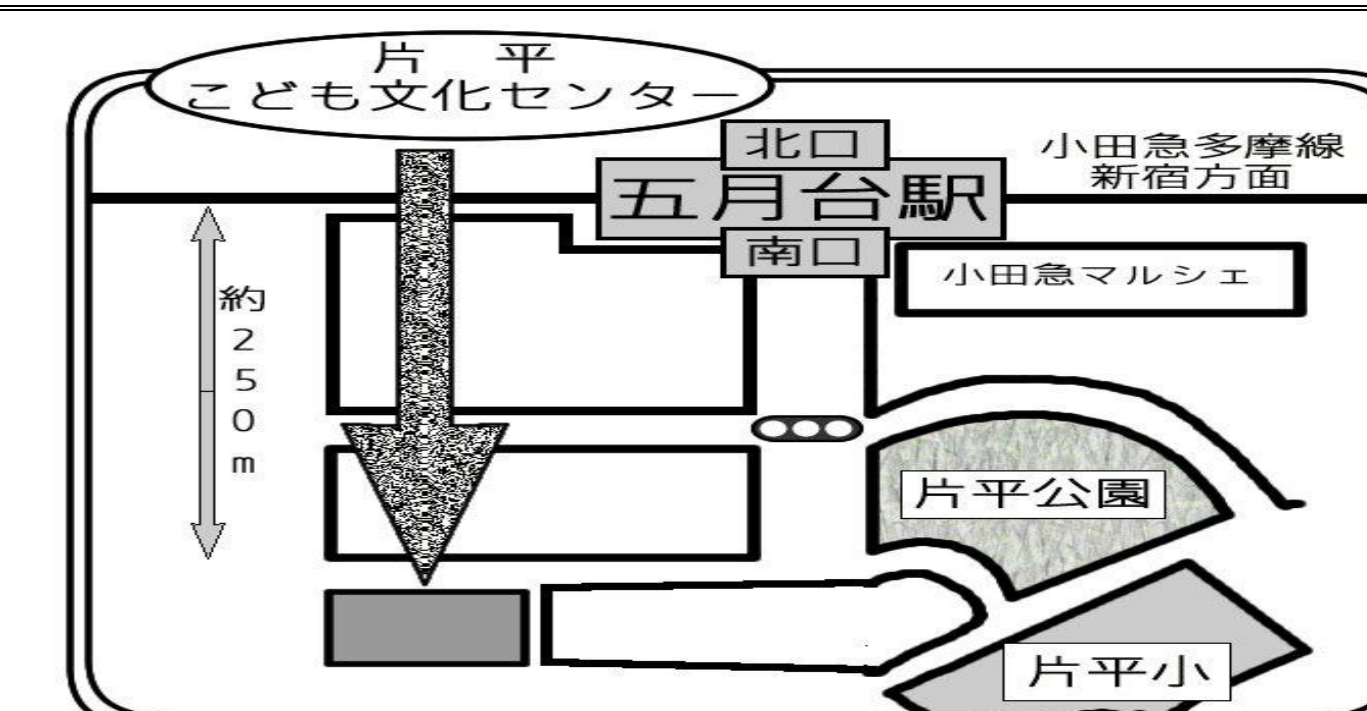 片　平
こども文化センター
北口
五月台駅
南口
小田急多摩線
新宿方面
小田急マルシェ
約250m
片平公園
片平小